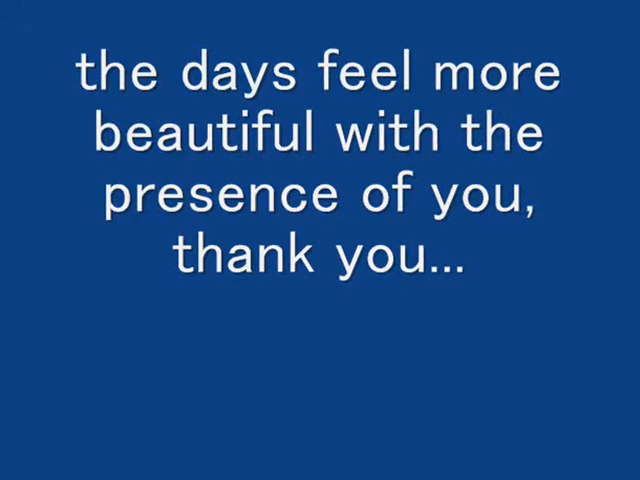 the days feel more
beautiful with the
presence of you,
thank you...